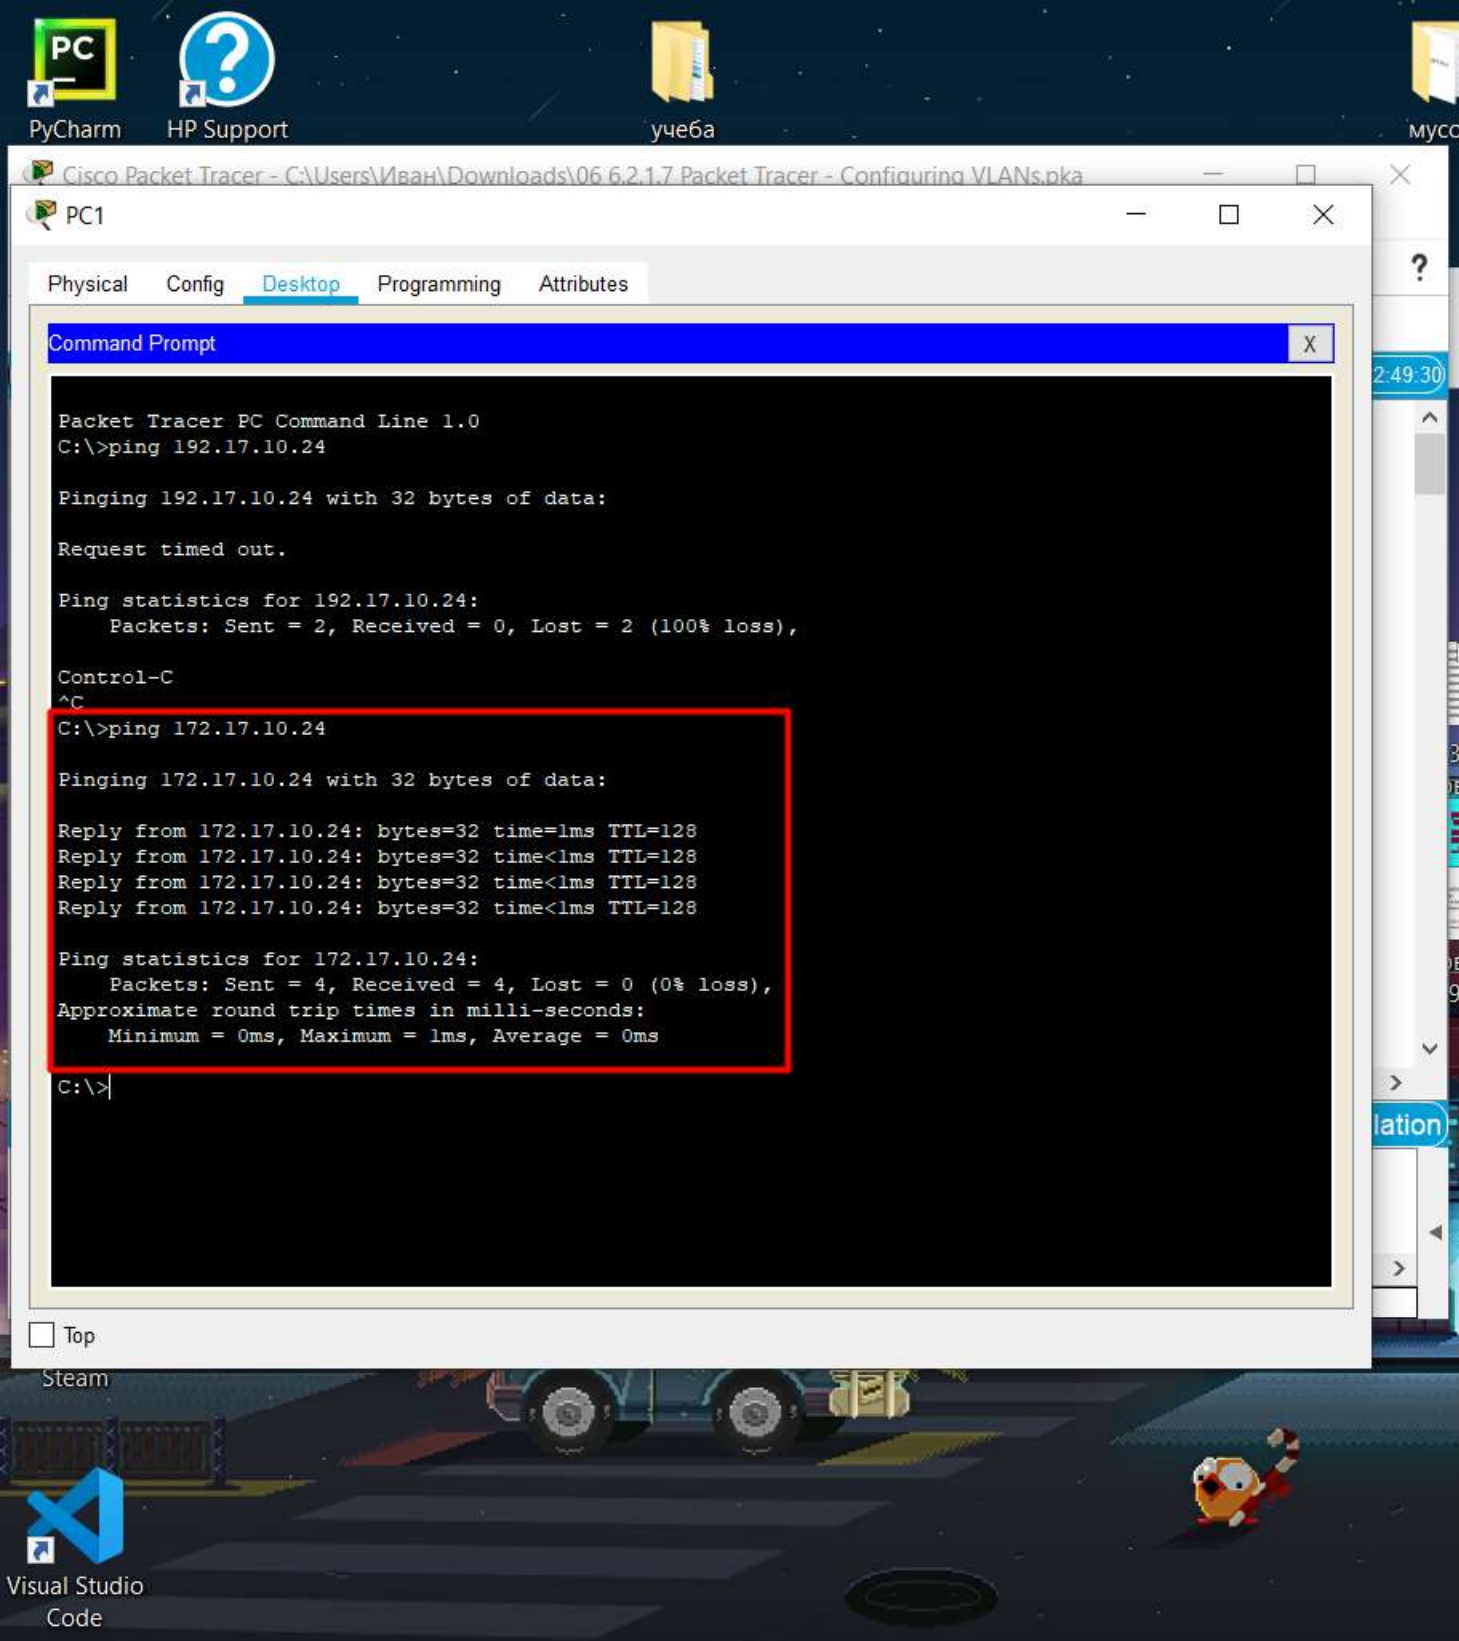 PC
PyCharm
HP Support
учеба
Cisco Packet Tracer - C:\Users\Иван\Downloads\06 6.2.1.7 Packet Tracer - Configuring VLANs.pka
PC1
Physical Config Desktop Programming Attributes
?
Command Prompt
X
2:49:30
Packet Tracer PC Command Line 1.0
C:\>ping 192.17.10.24
Pinging 192.17.10.24 with 32 bytes of data:
Request timed out.
Ping statistics for 192.17.10.24:
Packets: Sent = 2, Received = 0, Lost = 2 (100% loss),
Control-C
^C
C:\>ping 172.17.10.24
Pinging 172.17.10.24 with 32 bytes of data:
Reply from 172.17.10.24: bytes=32 time=1ms TTL=128
Reply from 172.17.10.24: bytes=32 time<1ms TTL=128
Reply from 172.17.10.24: bytes=32 time<1ms TTL=128
Reply from 172.17.10.24: bytes=32 time<1ms TTL=128
Ping statistics for 172.17.10.24:
Packets: Sent = 4, Received = 4, Lost = 0 (0% loss),
Approximate round trip times in milli-seconds:
Minimum = 0ms, Maximum = 1ms, Average = 0ms
C:\>
lation
Top
Steam
Visual Studio
Code